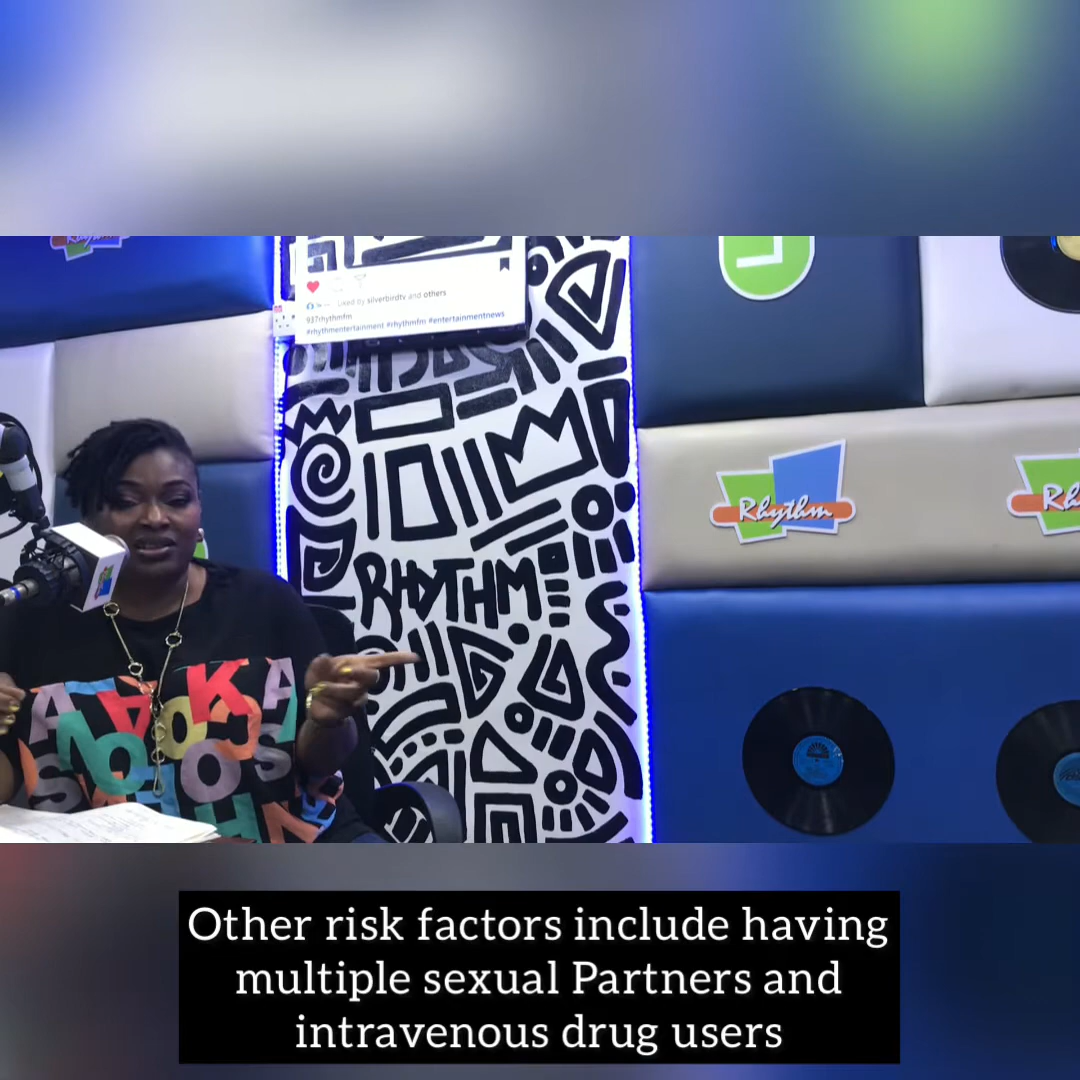 Rhythm
Liked by silverbirdtv and others
937rhythmfm
#rhythmentertainment #rhythmfm #entertainmentnews
Rhythm
RHYTHM
Other risk factors include having
multiple sexual Partners and
intravenous drug users